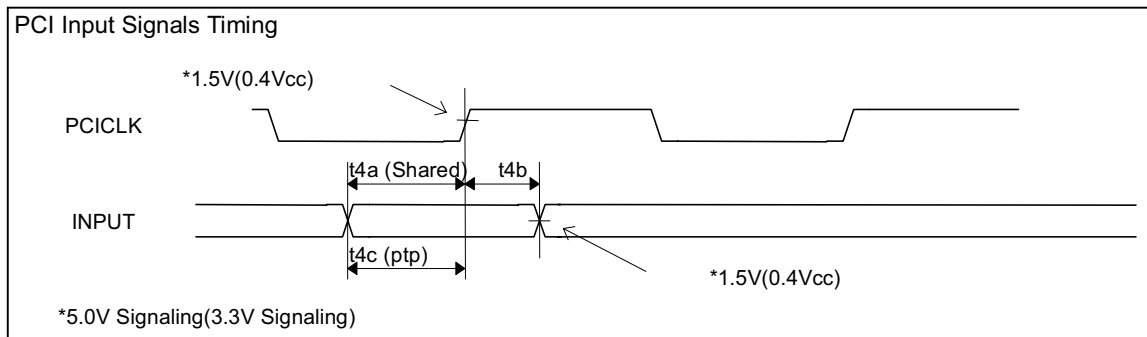 PCI Input Signals Timing
*1.5V(0.4Vcc)
PCICLK
t4a (Shared)
t4b
INPUT
t4c (ptp)
*1.5V(0.4Vcc)
*5.0V Signaling(3.3V Signaling)